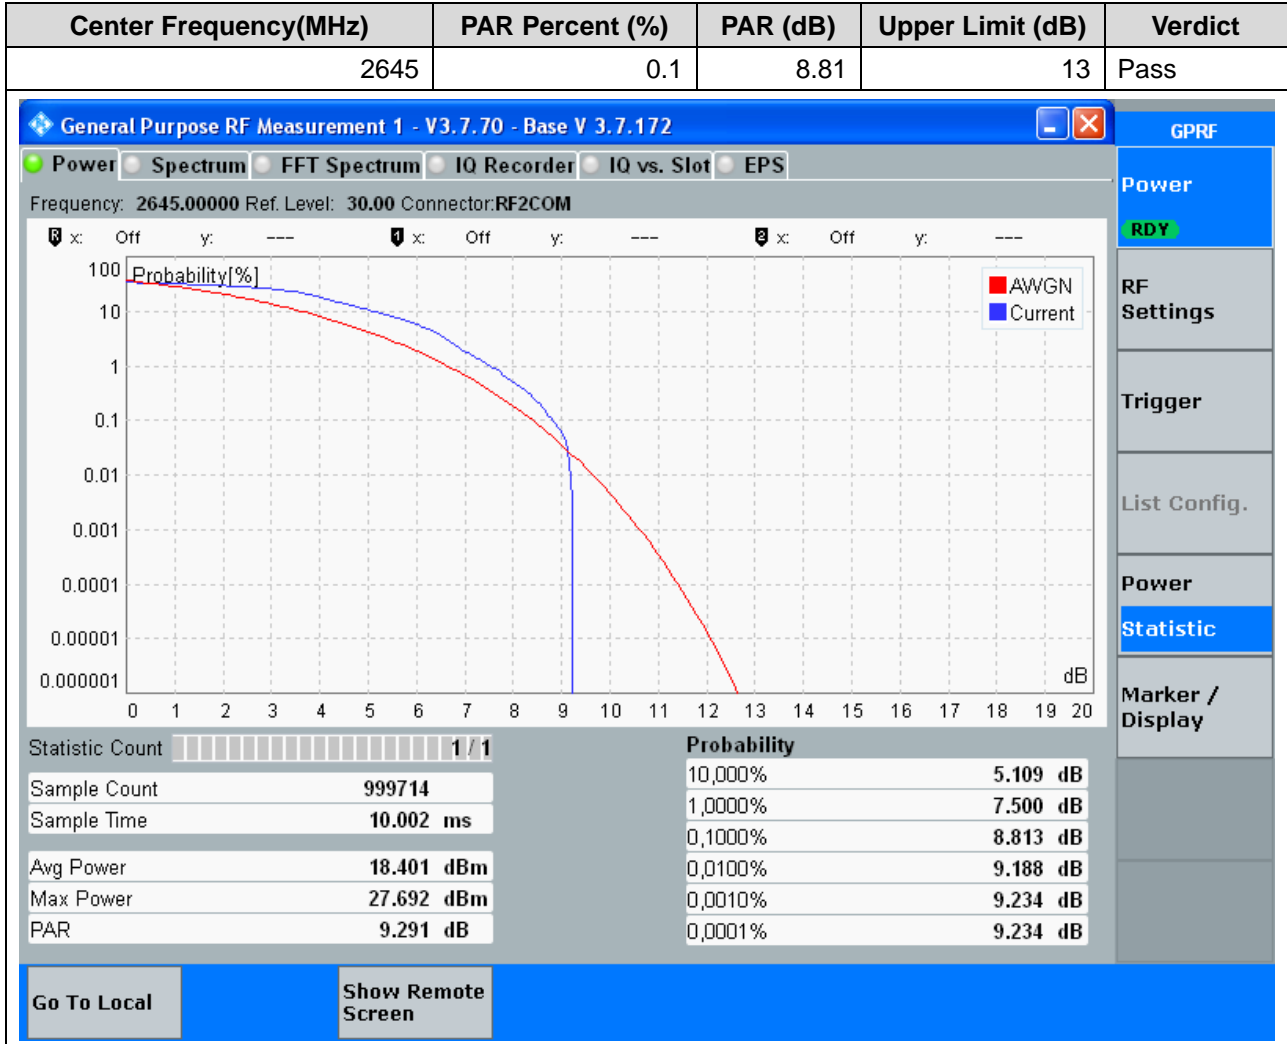 Center Frequency(MHz) PAR Percent (%) PAR (dB) Upper Limit (dB) Verdict
2645 0.1 8.81 13 Pass
General Purpose RF Measurement 1 - V3.7.70 - Base V 3.7.172
GPRF
Power Spectrum FFT Spectrum IQ Recorder IQ vs. Slot EPS
Frequency: 2645.00000 Ref. Level: 30.00 Connector:RF2COM
R x: Off y: --- 1 x: Off y: --- 2 x: Off y: ---
Probability[%]
AWGN
Current
100
10
1
0.1
0.01
0.001
0.0001
0.00001
0.000001
dB
0 1 2 3 4 5 6 7 8 9 10 11 12 13 14 15 16 17 18 19 20
Statistic Count 1 / 1
Sample Count 999714
Sample Time 10.002 ms
Avg Power 18.401 dBm
Max Power 27.692 dBm
PAR 9.291 dB
Probability
10,000% 5.109 dB
1,0000% 7.500 dB
0,1000% 8.813 dB
0,0100% 9.188 dB
0,0010% 9.234 dB
0,0001% 9.234 dB
Power
RDY
RF
Settings
Trigger
List Config.
Power
Statistic
Marker /
Display
Go To Local
Show Remote
Screen